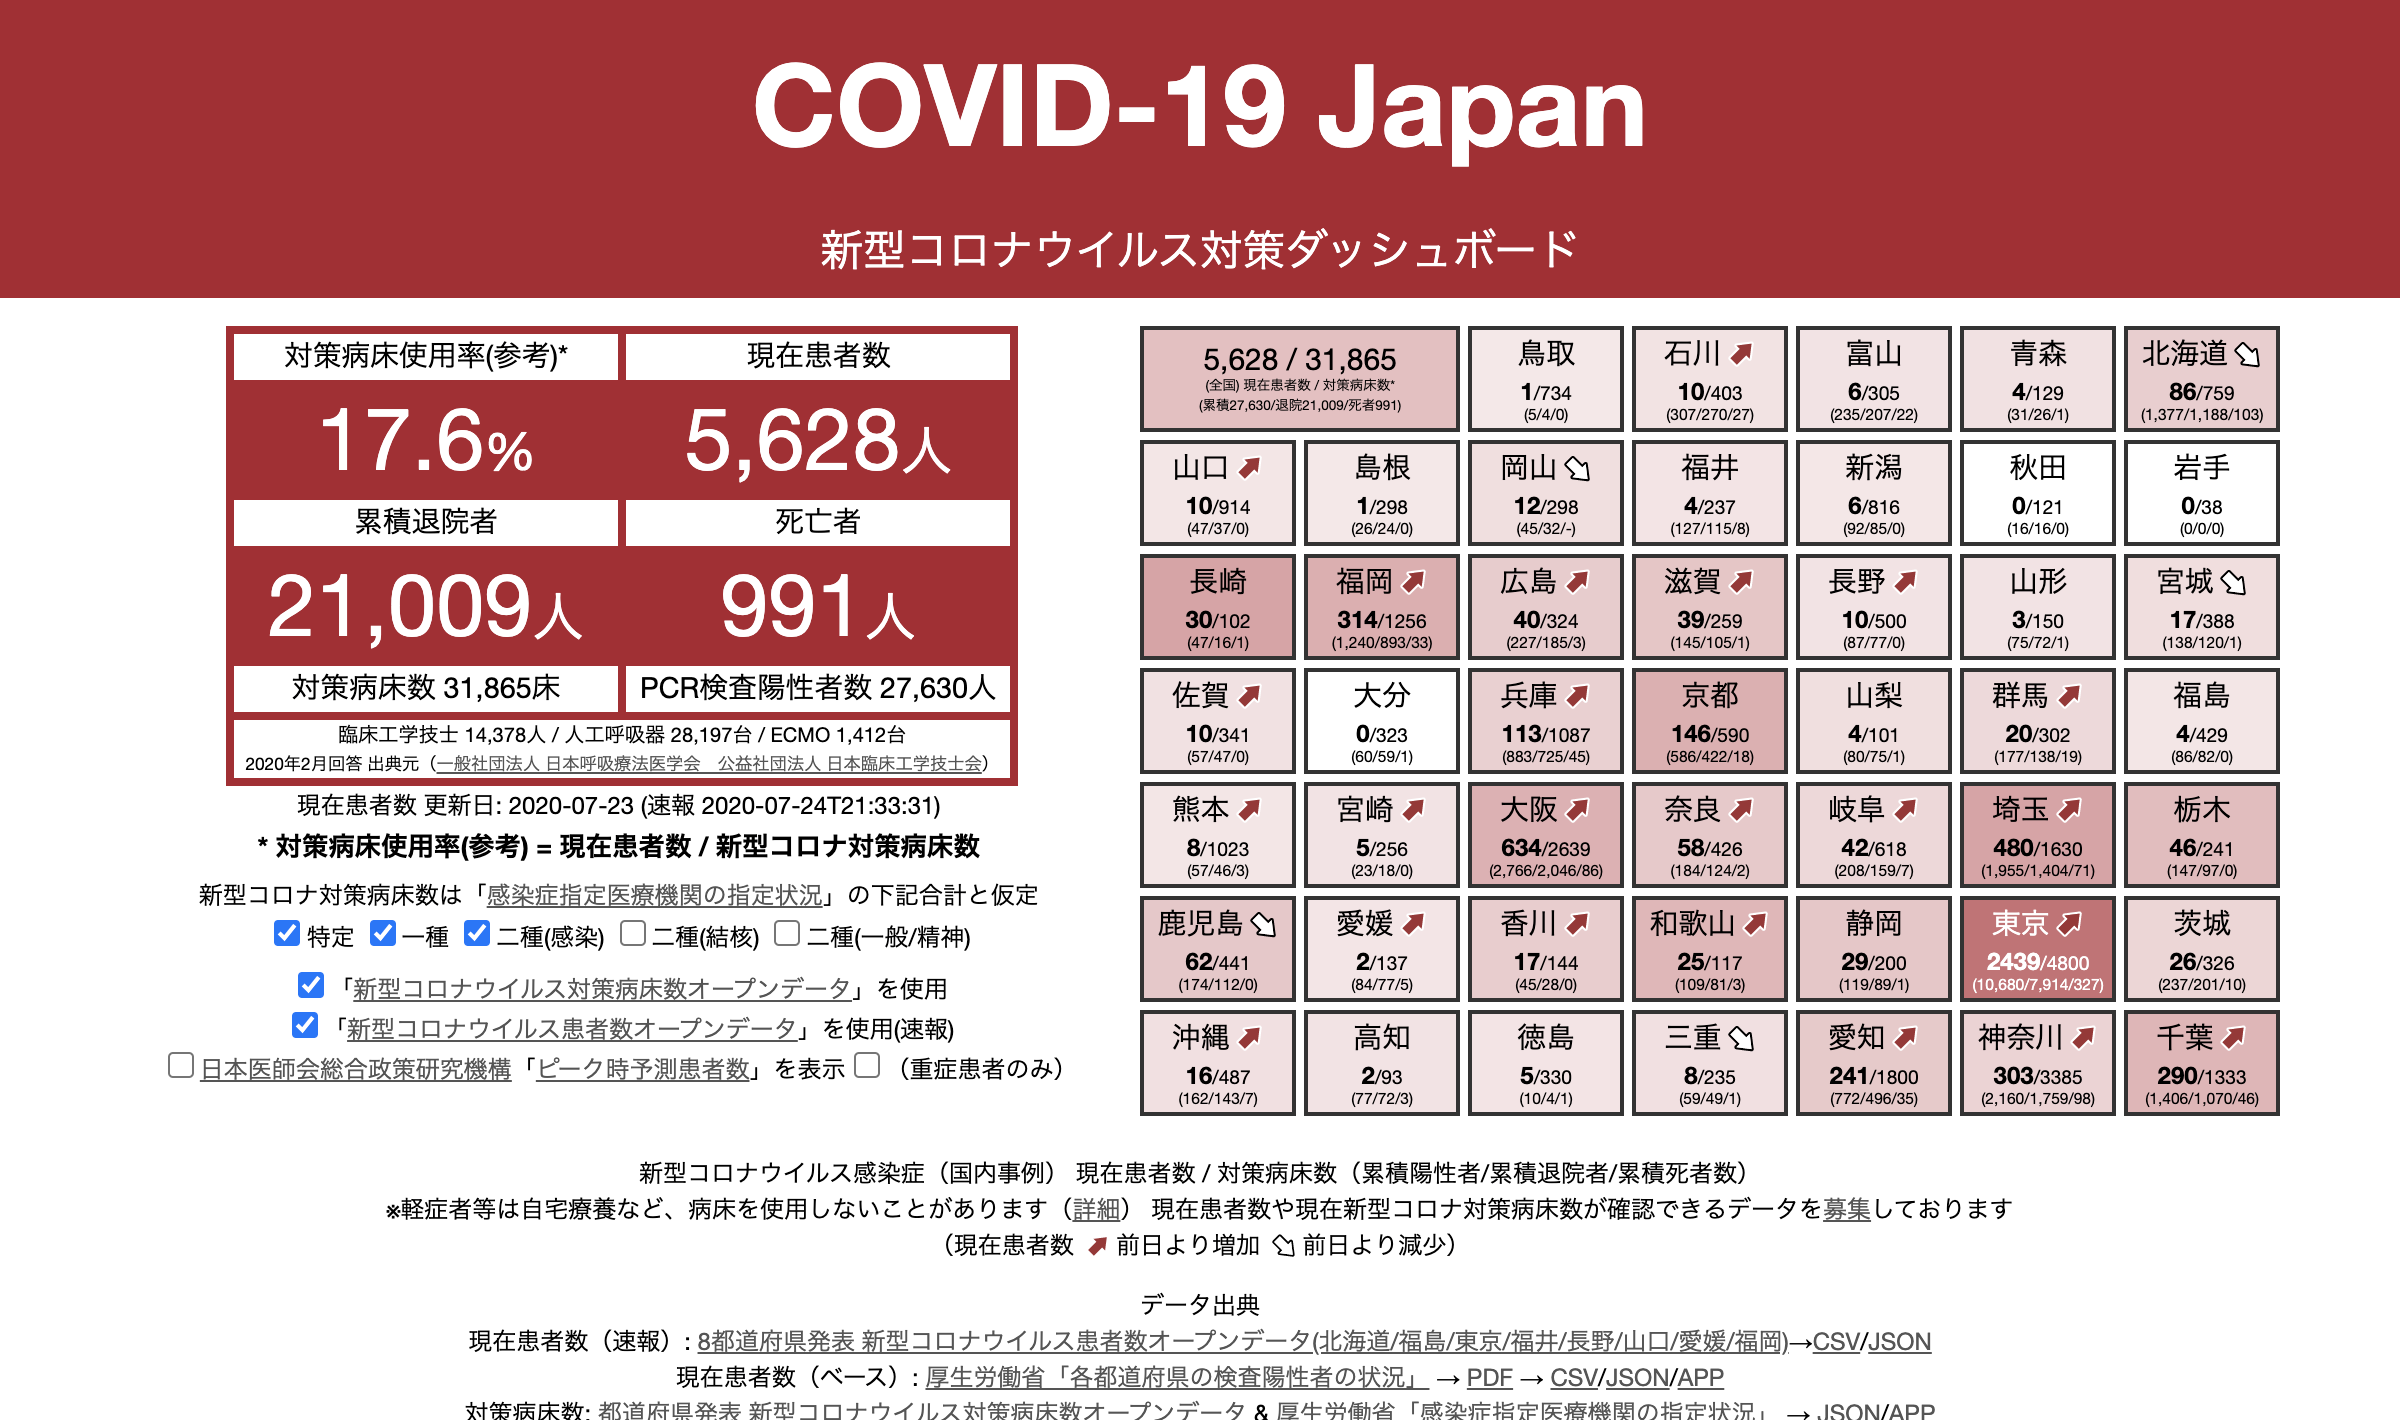 COVID-19 Japan
新型コロナウイルス対策ダッシュボード
対策病床使用率(参考)*
現在患者数
17.6%
5,628人
累積退院者
死亡者
21,009人
991人
対策病床数 31,865床
PCR検査陽性者数 27,630人
臨床工学技士 14,378人 / 人工呼吸器 28,197台 / ECMO 1,412台
2020年2月回答 出典元（一般社団法人 日本呼吸療法医学会　公益社団法人 日本臨床工学技士会）
現在患者数 更新日: 2020-07-23 (速報 2020-07-24T21:33:31)
* 対策病床使用率(参考) = 現在患者数 / 新型コロナ対策病床数
新型コロナ対策病床数は「感染症指定医療機関の指定状況」の下記合計と仮定
特定 一種 二種(感染) 二種(結核) 二種(一般/精神)
「新型コロナウイルス対策病床数オープンデータ」を使用
「新型コロナウイルス患者数オープンデータ」を使用(速報)
日本医師会総合政策研究機構「ピーク時予測患者数」を表示 （重症患者のみ）
5,628 / 31,865
(全国) 現在患者数 / 対策病床数*
(累積27,630/退院21,009/死者991)
鳥取
1/734
(5/4/0)
石川
10/403
(307/270/27)
富山
6/305
(235/207/22)
青森
4/129
(31/26/1)
北海道
86/759
(1,377/1,188/103)
山口
10/914
(47/37/0)
島根
1/298
(26/24/0)
岡山
12/298
(45/32/-)
福井
4/237
(127/115/8)
新潟
6/816
(92/85/0)
秋田
0/121
(16/16/0)
岩手
0/38
(0/0/0)
長崎
30/102
(47/16/1)
福岡
314/1256
(1,240/893/33)
広島
40/324
(227/185/3)
滋賀
39/259
(145/105/1)
長野
10/500
(87/77/0)
山形
3/150
(75/72/1)
宮城
17/388
(138/120/1)
佐賀
10/341
(57/47/0)
大分
0/323
(60/59/1)
兵庫
113/1087
(883/725/45)
京都
146/590
(586/422/18)
山梨
4/101
(80/75/1)
群馬
20/302
(177/138/19)
福島
4/429
(86/82/0)
熊本
8/1023
(57/46/3)
宮崎
5/256
(23/18/0)
大阪
634/2639
(2,766/2,046/86)
奈良
58/426
(184/124/2)
岐阜
42/618
(208/159/7)
埼玉
480/1630
(1,955/1,404/71)
栃木
46/241
(147/97/0)
鹿児島
62/441
(174/112/0)
愛媛
2/137
(84/77/5)
香川
17/144
(45/28/0)
和歌山
25/117
(109/81/3)
静岡
29/200
(119/89/1)
東京
2439/4800
(10,680/7,914/327)
茨城
26/326
(237/201/10)
沖縄
16/487
(162/143/7)
高知
2/93
(77/72/3)
徳島
5/330
(10/4/1)
三重
8/235
(59/49/1)
愛知
241/1800
(772/496/35)
神奈川
303/3385
(2,160/1,759/98)
千葉
290/1333
(1,406/1,070/46)
新型コロナウイルス感染症（国内事例） 現在患者数 / 対策病床数（累積陽性者/累積退院者/累積死者数）
※軽症者等は自宅療養など、病床を使用しないことがあります（詳細） 現在患者数や現在新型コロナ対策病床数が確認できるデータを募集しております
（現在患者数 前日より増加 前日より減少）
データ出典
現在患者数（速報）: 8都道府県発表 新型コロナウイルス患者数オープンデータ(北海道/福島/東京/福井/長野/山口/愛媛/福岡)→CSV/JSON
現在患者数（ベース）: 厚生労働省「各都道府県の検査陽性者の状況」 → PDF → CSV/JSON/APP
対策病床数: 都道府県発表 新型コロナウイルス対策病床数オープンデータ & 厚生労働省「感染症指定医療機関の指定状況」 → JSON/APP